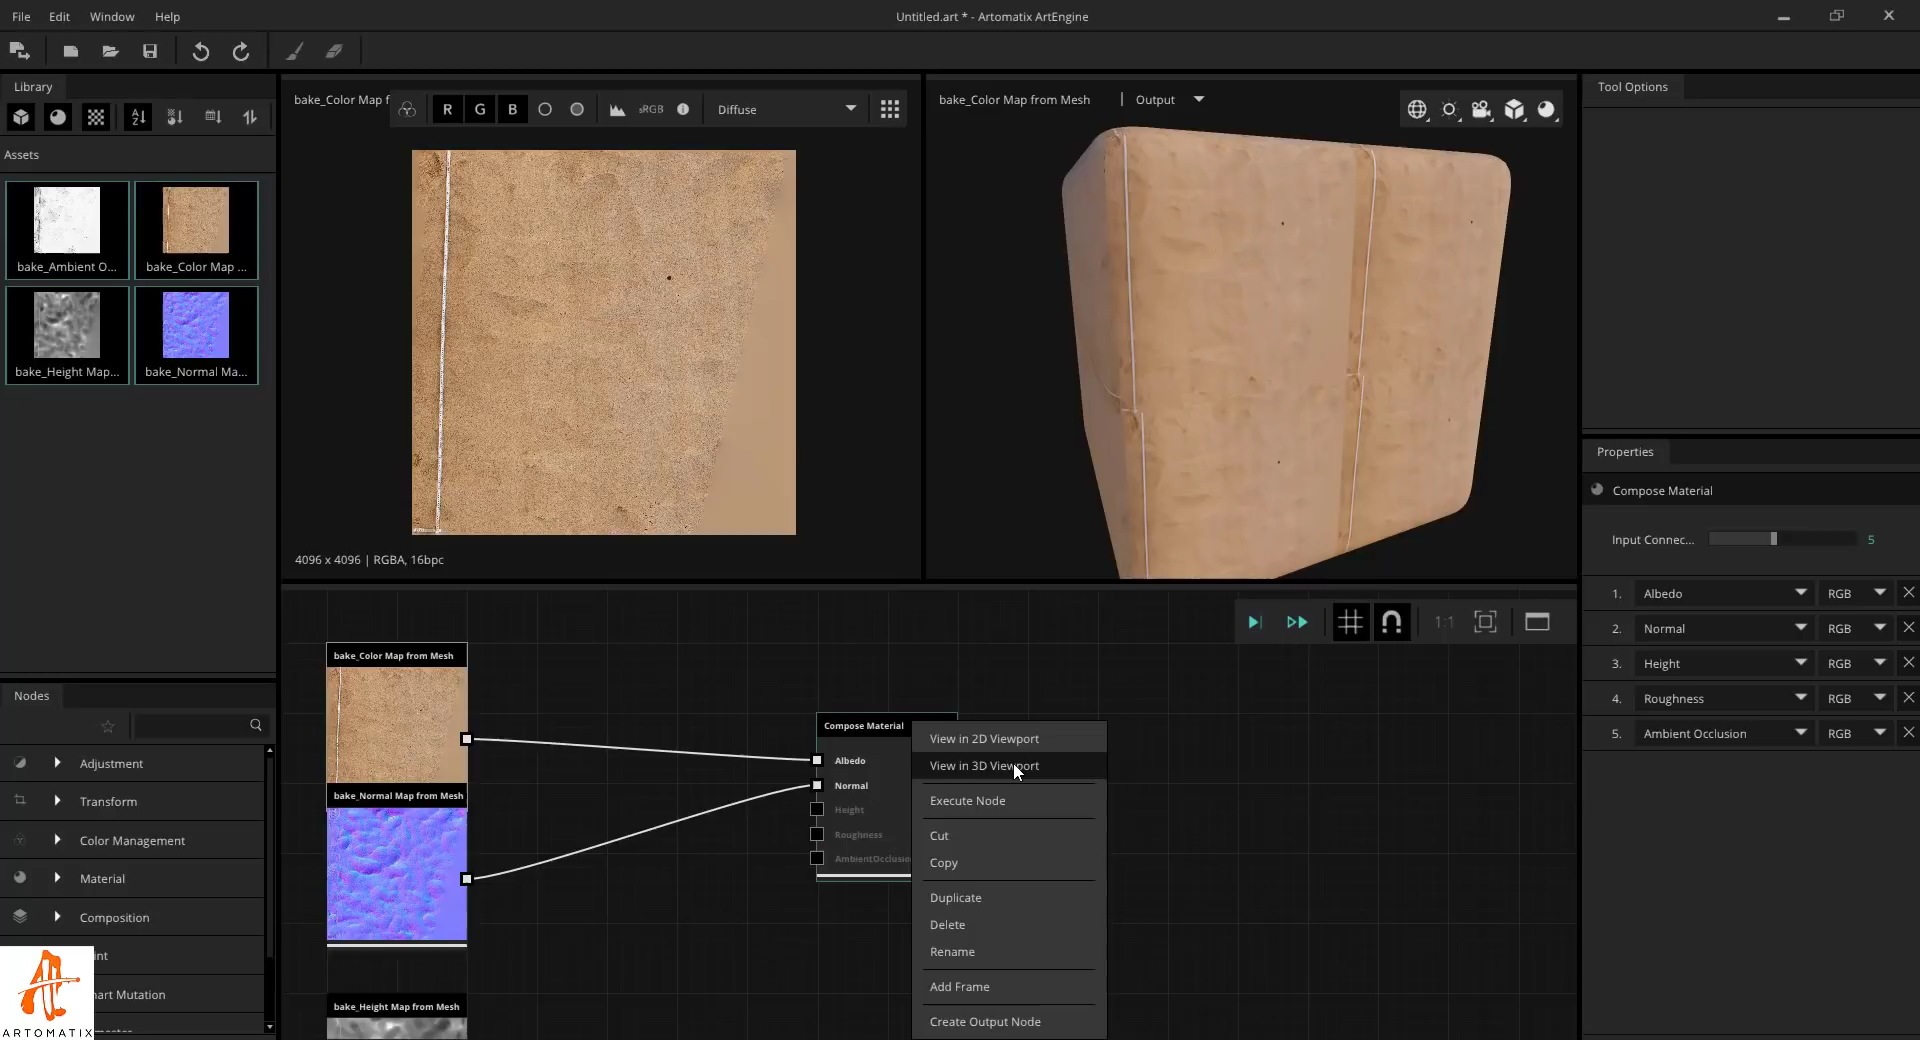 File Edit Window Help
Untitled.art * - Artomatix ArtEngine
Library
Assets
bake_Ambient O...
bake_Color Map ...
bake_Height Map...
bake_Normal Ma...
Nodes
Adjustment
Transform
Color Management
Material
Composition
ARTOMATIX
bake_Color Map f
R G B
sRGB
Diffuse
4096 x 4096 | RGBA, 16bpc
bake_Color Map from Mesh | Output
1:1
bake_Color Map from Mesh
bake_Normal Map from Mesh
bake_Height Map from Mesh
Compose Material
Albedo
Normal
Height
Roughness
AmbientOcclusio
View in 2D Viewport
View in 3D Viewport
Execute Node
Cut
Copy
Duplicate
Delete
Rename
Add Frame
Create Output Node
Tool Options
Properties
Compose Material
Input Connec... 5
1. Albedo RGB
2. Normal RGB
3. Height RGB
4. Roughness RGB
5. Ambient Occlusion RGB